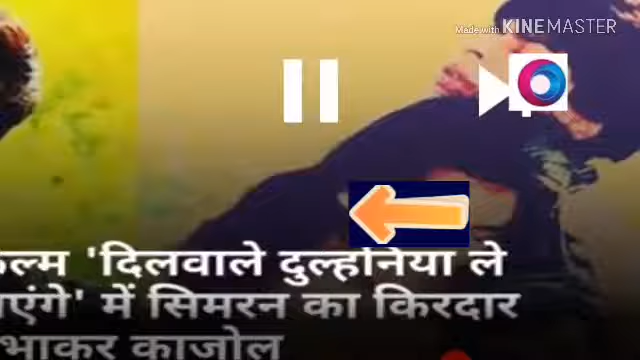 Made with KINEMASTER
'दिलवाले दुल्हनिया ले
में सिमरन का किरदार
काजोल